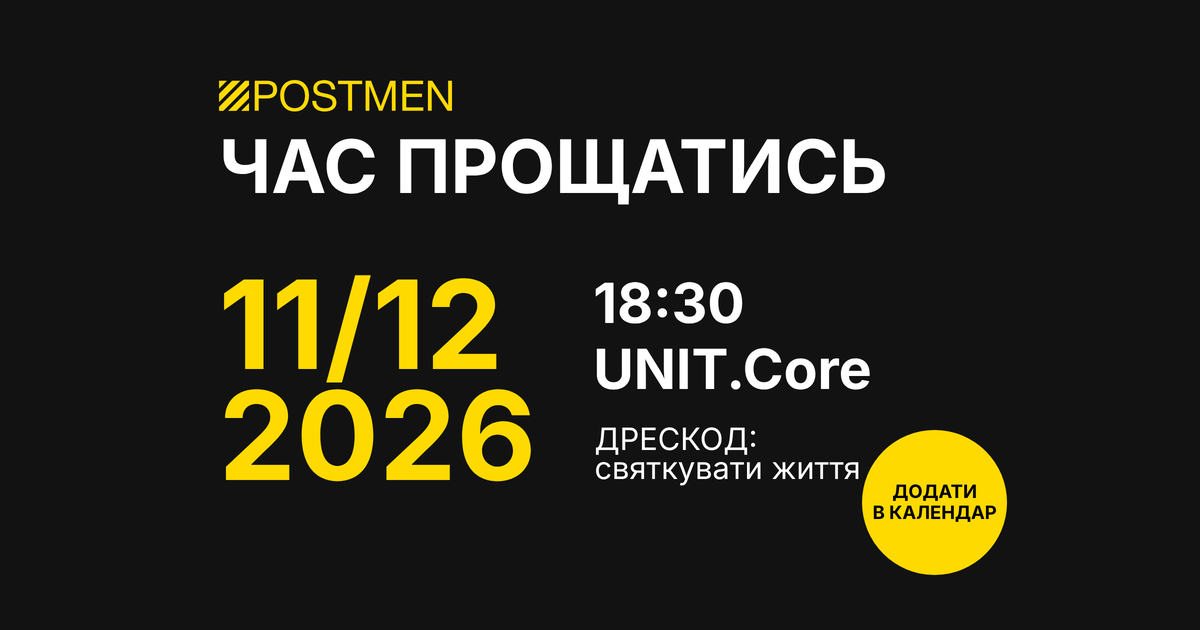 POSTMEN
ЧАС ПРОЩАТИСЬ
11/12
2026
18:30
UNIT.Core
ДРЕСКОД:
святкувати життя
ДОДАТИ
В КАЛЕНДАР